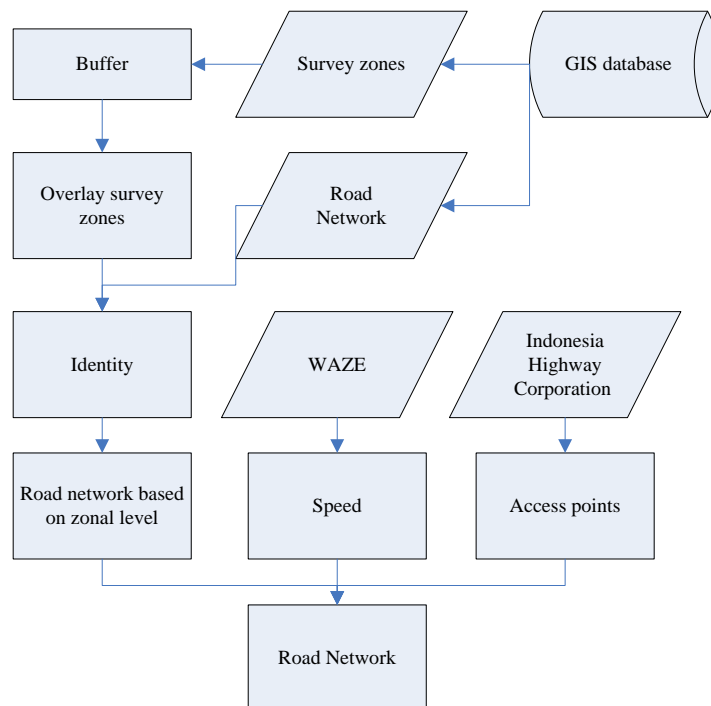 Buffer
Survey zones
GIS database
Overlay survey
zones
Road
Network
Identity
WAZE
Indonesia
Highway
Corporation
Road network based
on zonal level
Speed
Access points
Road Network